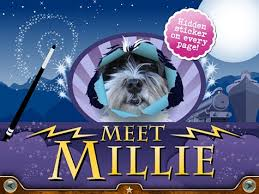 Hidden
sticker on
every
page!
MEET
MILLIE